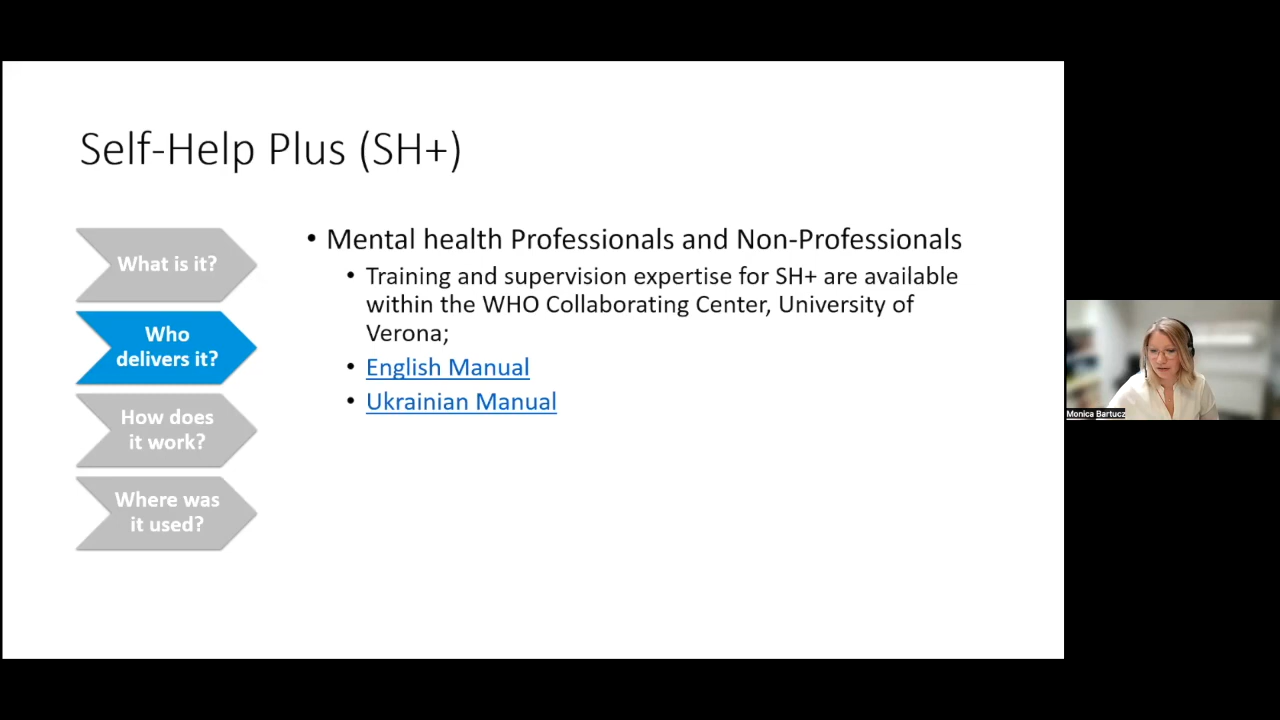 Self-Help Plus (SH+)
What is it?
Who
delivers it?
How does
it work?
Where was
it used?
• Mental health Professionals and Non-Professionals
• Training and supervision expertise for SH+ are available
within the WHO Collaborating Center, University of
Verona;
• English Manual
• Ukrainian Manual
Monica Bartucz